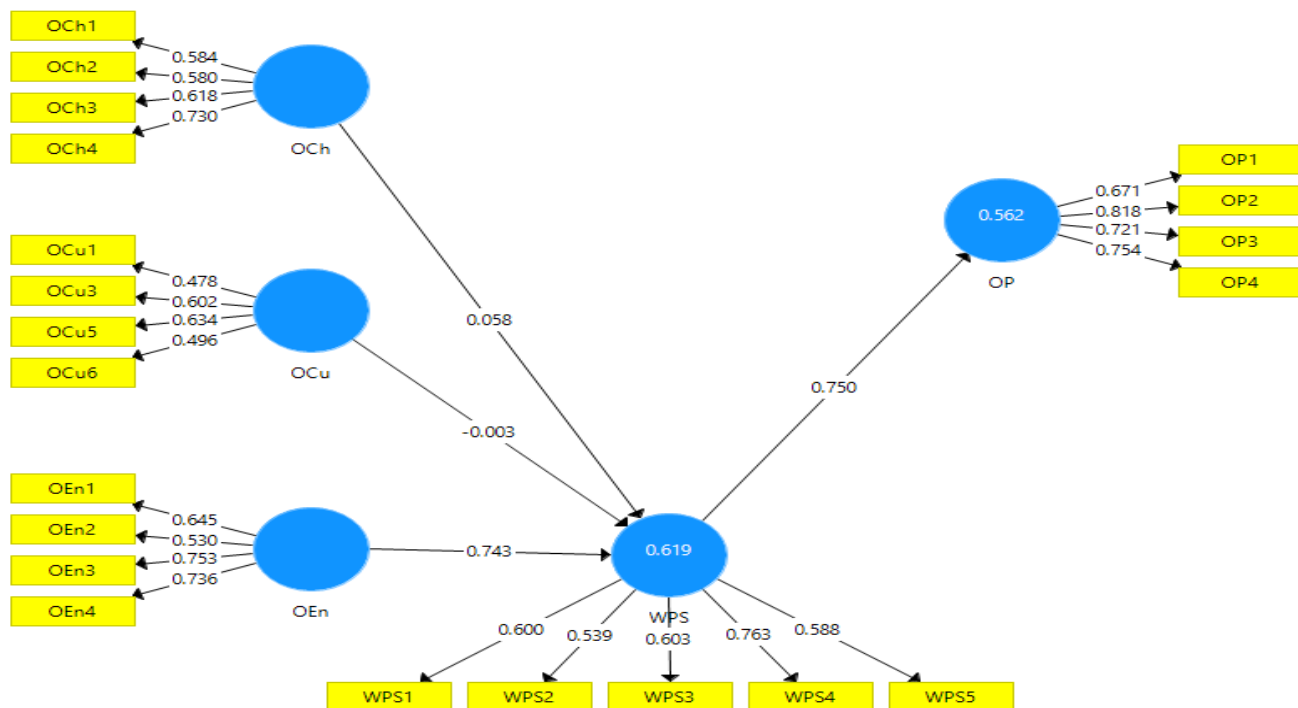 OCh1
OCh2
OCh3
OCh4
0.584
0.580
0.618
0.730
OCh
OCu1
OCu3
OCu5
OCu6
0.478
0.602
0.634
0.496
OCu
OEn1
OEn2
OEn3
OEn4
0.645
0.530
0.753
0.736
OEn
0.058
-0.003
0.743
0.619
WPS
0.600
0.539
0.603
0.763
0.588
WPS1
WPS2
WPS3
WPS4
WPS5
0.750
0.562
OP
0.671
0.818
0.721
0.754
OP1
OP2
OP3
OP4